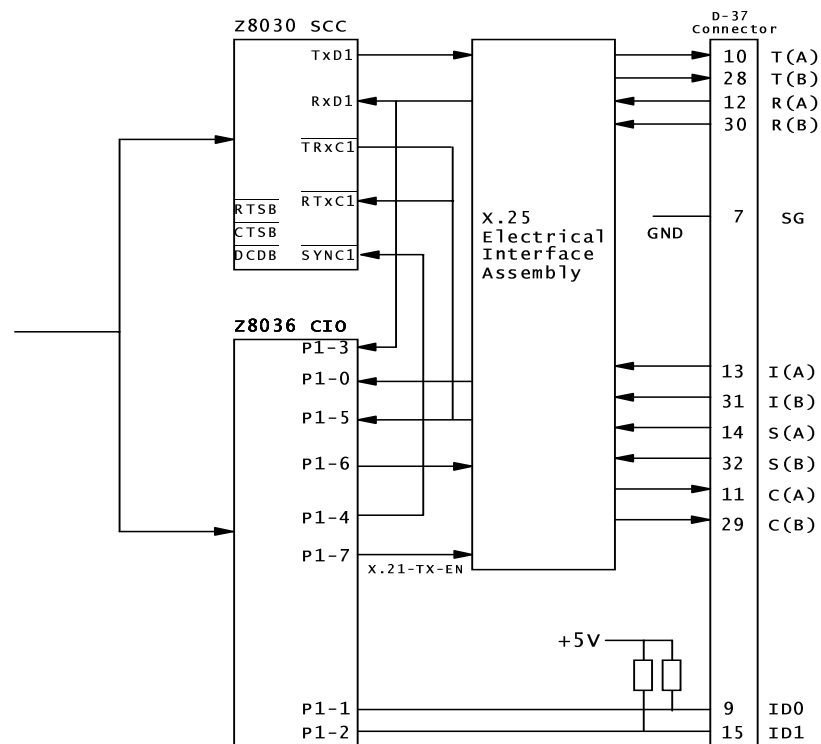 D-37
Connector
Z8030 SCC
TxD1
RxD1
TRxC1
RTxC1
SYNC1
RTSB
CTSB
DCDB
X.25
Electrical
Interface
Assembly
10 T(A)
28 T(B)
12 R(A)
30 R(B)
GND
7 SG
Z8036 CIO
P1-3
P1-0
P1-5
P1-6
P1-4
P1-7
X.21-TX-EN
13 I(A)
31 I(B)
14 S(A)
32 S(B)
11 C(A)
29 C(B)
+5V
P1-1
9 ID0
P1-2
15 ID1